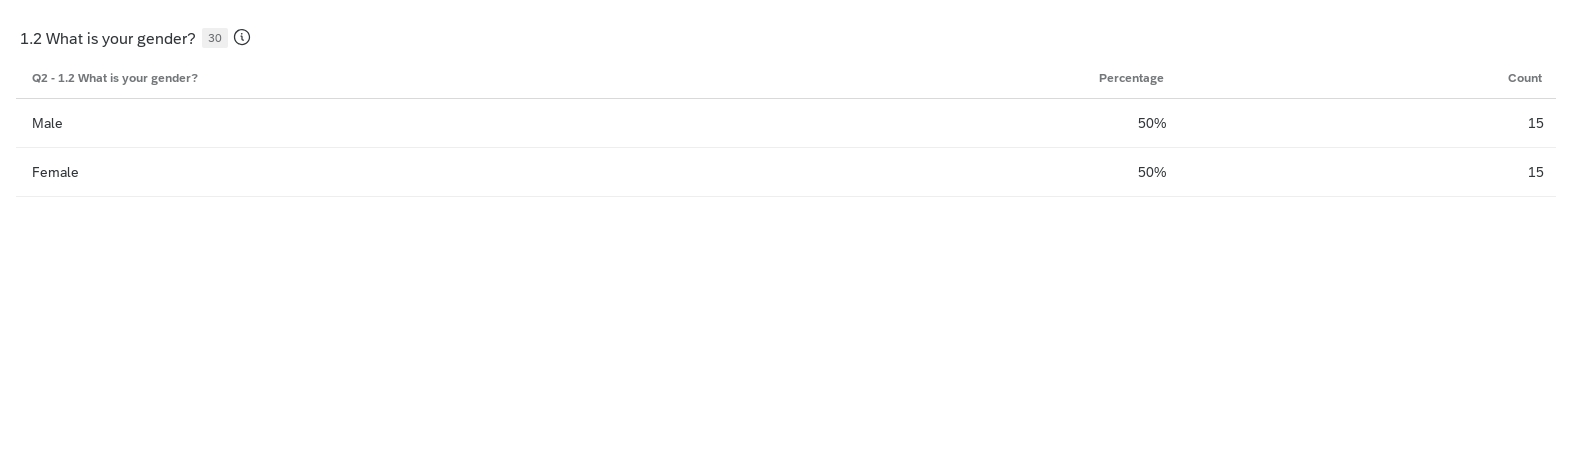 1.2 What is your gender? 30
Q2 - 1.2 What is your gender? Percentage Count
Male 50% 15
Female 50% 15